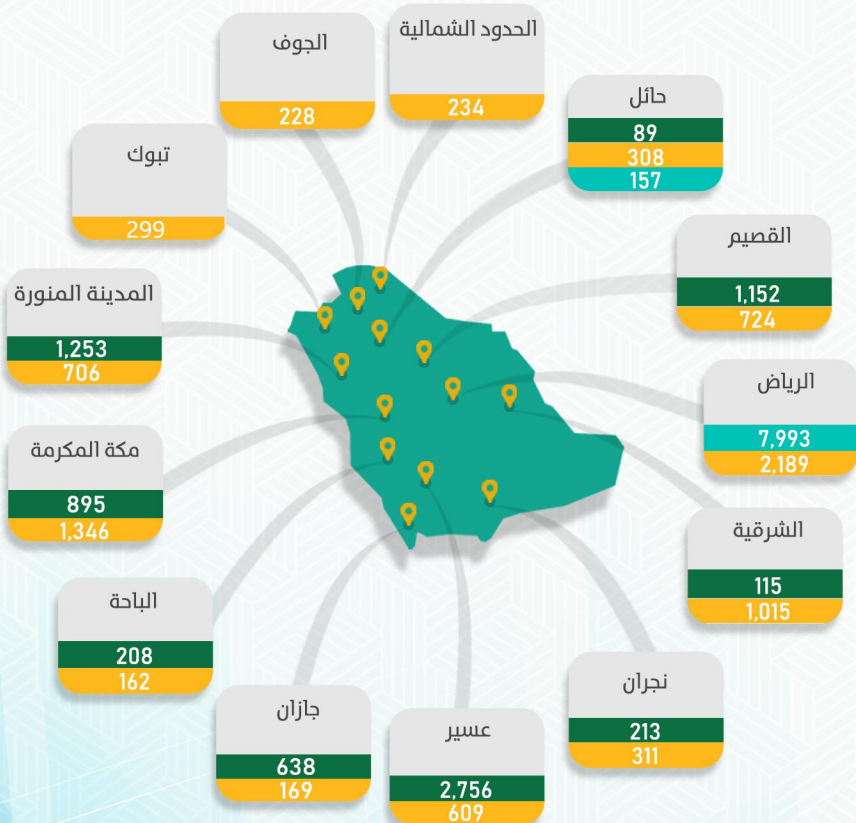 الحدود الشمالية
234
الجوف
228
حائل
89
308
157
تبوك
299
القصيم
1,152
724
المدينة المنورة
1,253
706
الرياض
7,993
2,189
مكة المكرمة
895
1,346
الشرقية
115
1,015
الباحة
208
162
نجران
213
311
جازان
638
169
عسير
2,756
609